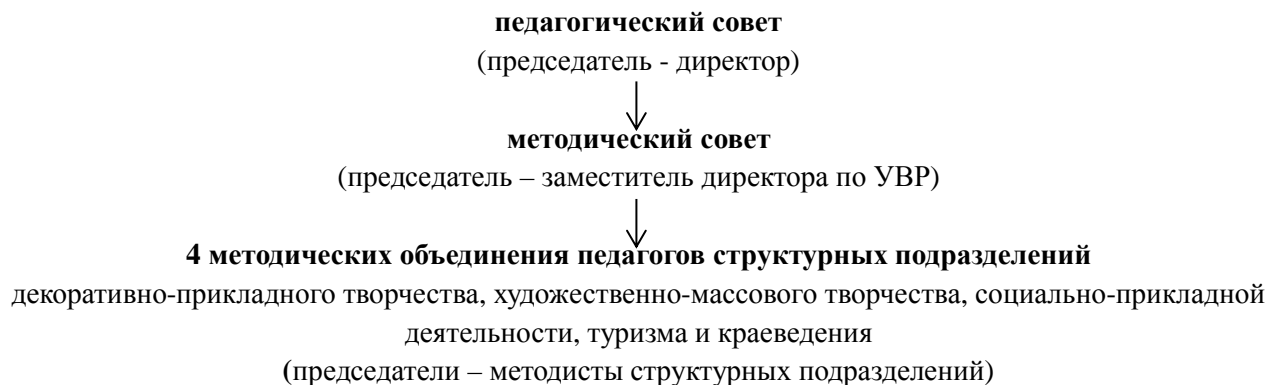 педагогический совет
(председатель - директор)
методический совет
(председатель – заместитель директора по УВР)
4 методических объединения педагогов структурных подразделений
декоративно-прикладного творчества, художественно-массового творчества, социально-прикладной
деятельности, туризма и краеведения
(председатели – методисты структурных подразделений)